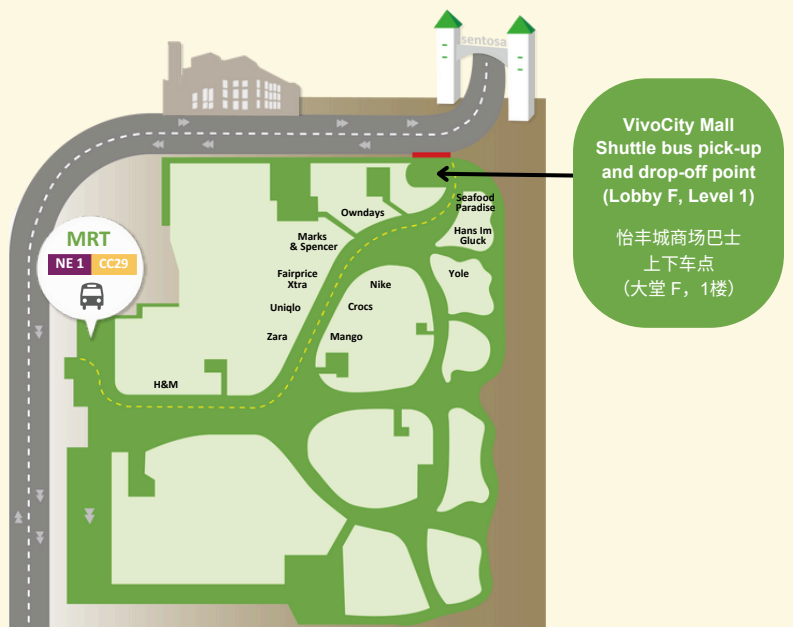 sentosa
VivoCity Mall
Shuttle bus pick-up
and drop-off point
(Lobby F, Level 1)
怡丰城商场巴士
上下车点
（大堂 F，1楼）
MRT
NE 1
CC29
Owndays
Seafood
Paradise
Marks
& Spencer
Hans Im
Gluck
Fairprice
Xtra
Nike
Yole
Uniqlo
Crocs
Zara
Mango
H&M